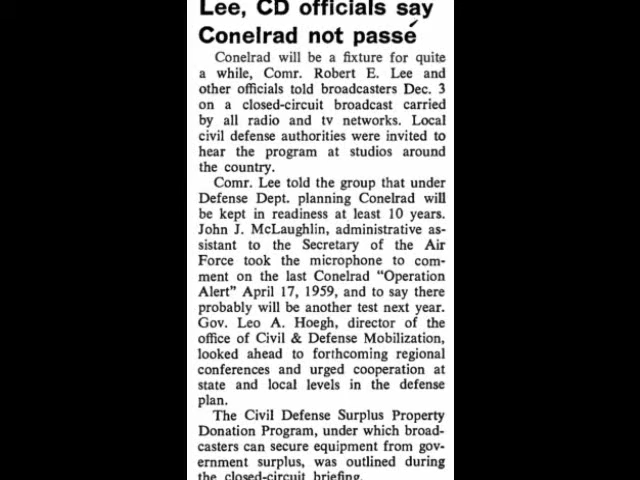 Lee, CD officials say
Conelrad not passé
Conelrad will be a fixture for quite
a while, Comr. Robert E. Lee and
other officials told broadcasters Dec. 3
on a closed-circuit broadcast carried
by all radio and tv networks. Local
civil defense authorities were invited to
hear the program at studios around
the country.
Comr. Lee told the group that under
Defense Dept. planning Conelrad will
be kept in readiness at least 10 years.
John J. McLaughlin, administrative as-
sistant to the Secretary of the Air
Force took the microphone to com-
ment on the last Conelrad "Operation
Alert" April 17, 1959, and to say there
probably will be another test next year.
Gov. Leo A. Hoegh, director of the
office of Civil & Defense Mobilization,
looked ahead to forthcoming regional
conferences and urged cooperation at
state and local levels in the defense
plan.
The Civil Defense Surplus Property
Donation Program, under which broad-
casters can secure equipment from gov-
ernment surplus, was outlined during
the closed-circuit briefing.